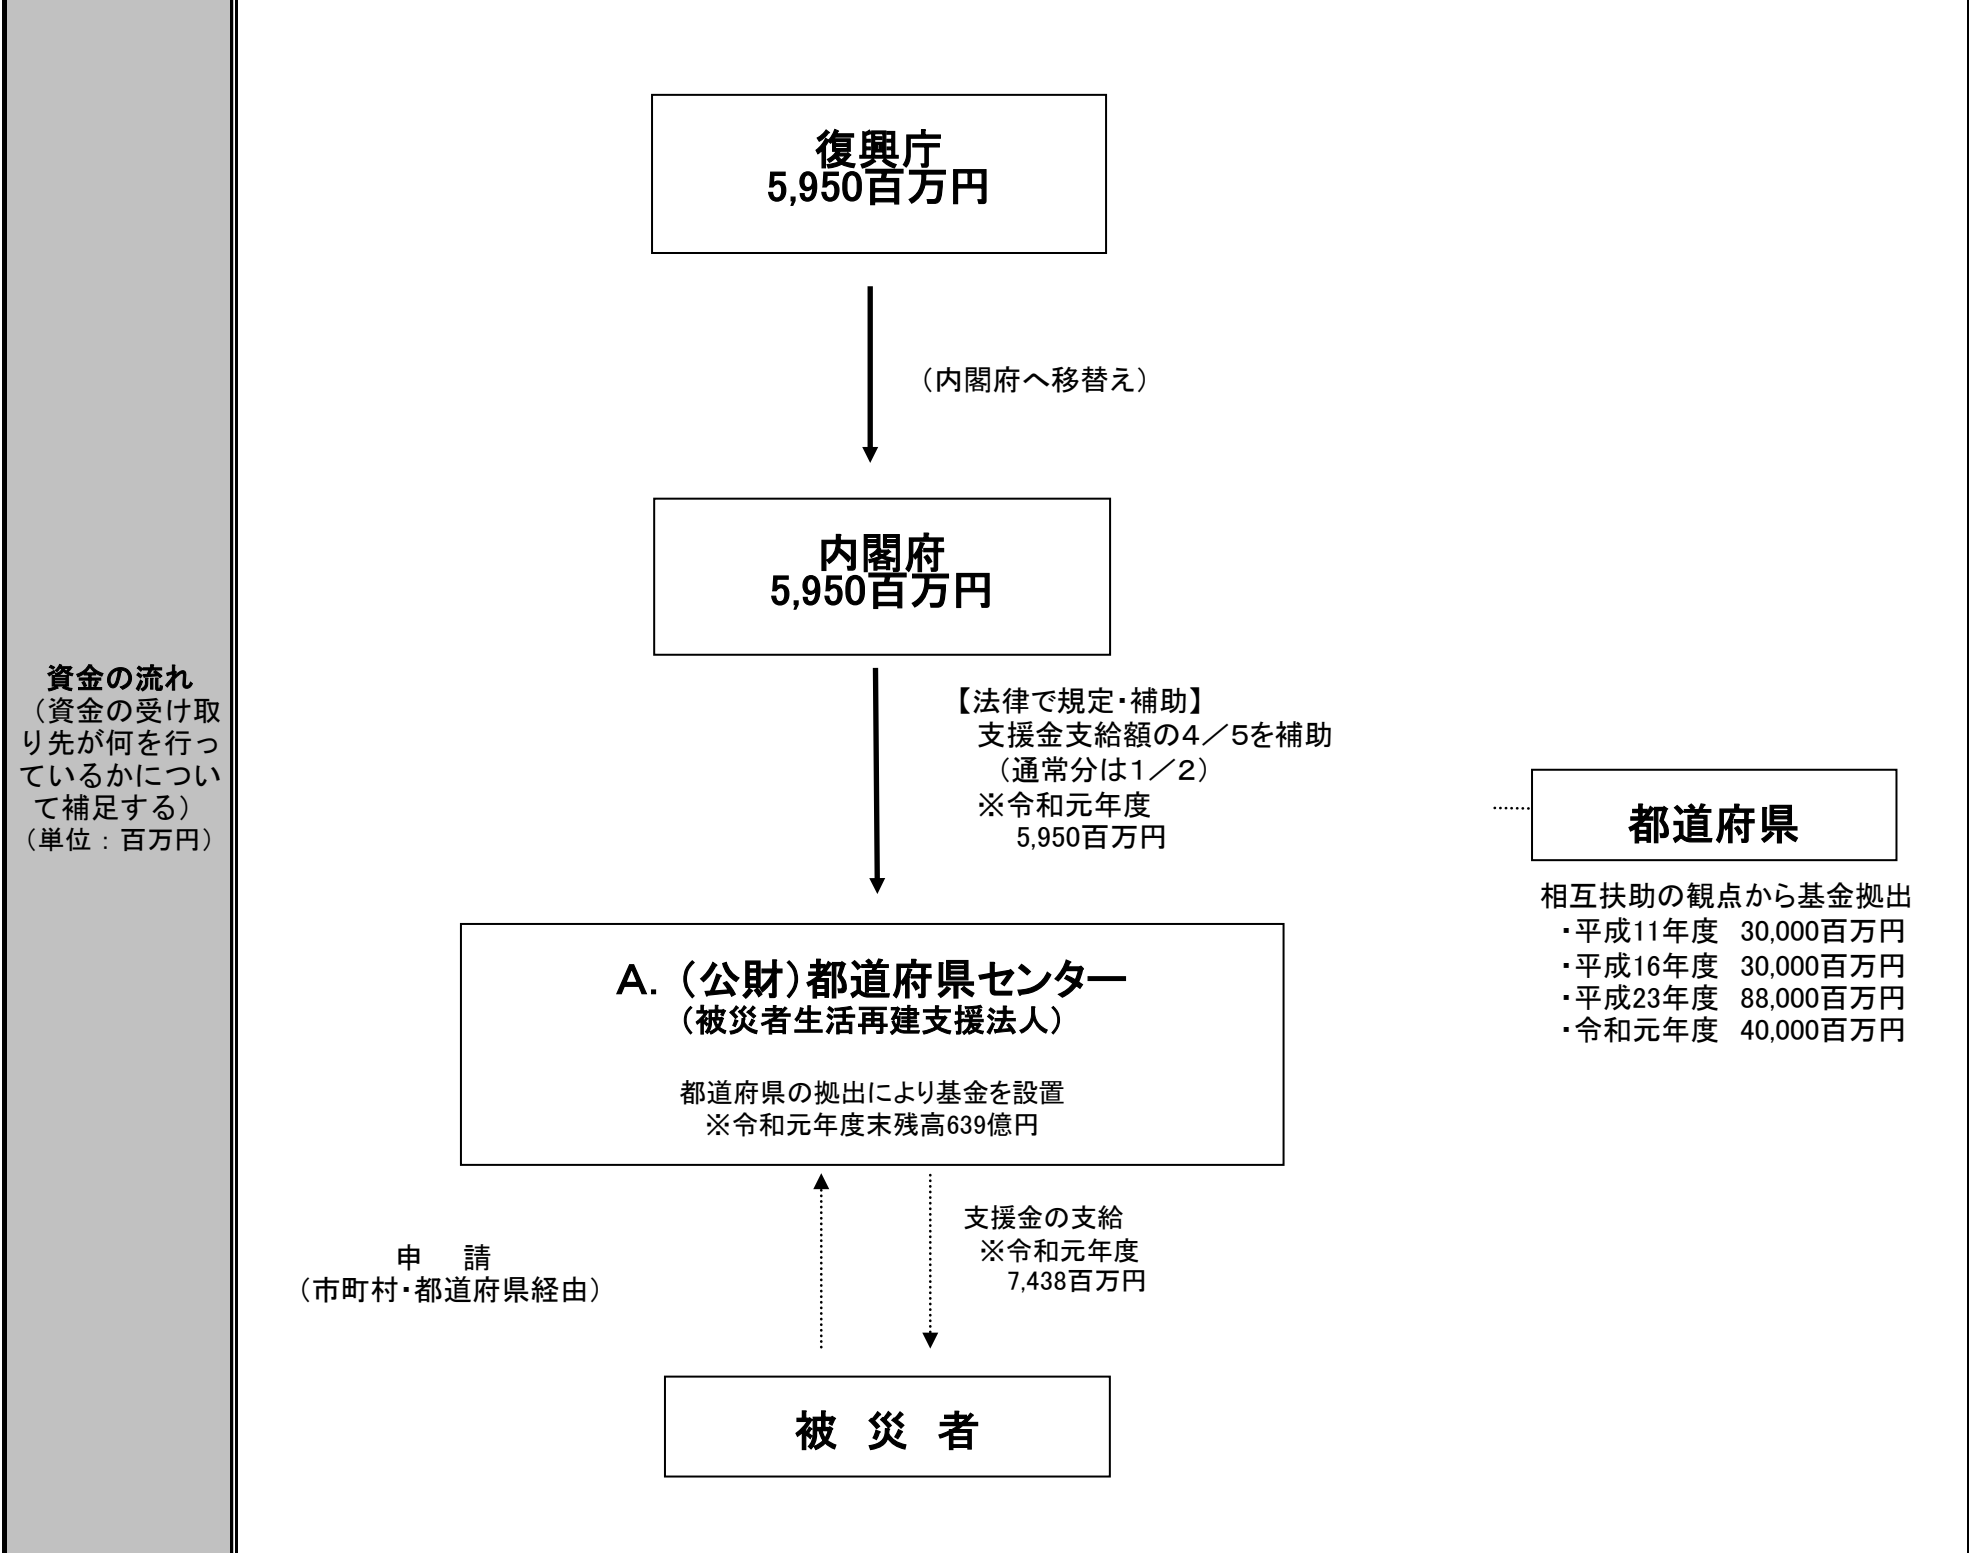 資金の流れ
（資金の受け取
り先が何を行っ
ているかについ
て補足する）
（単位：百万円）
復興庁
5,950百万円
（内閣府へ移替え）
内閣府
5,950百万円
【法律で規定・補助】
支援金支給額の４／５を補助
（通常分は１／２）
※令和元年度
5,950百万円
都道府県
相互扶助の観点から基金拠出
・平成11年度　30,000百万円
・平成16年度　30,000百万円
・平成23年度　88,000百万円
・令和元年度　40,000百万円
Ａ．（公財）都道府県センター
（被災者生活再建支援法人）
都道府県の拠出により基金を設置
※令和元年度末残高639億円
申　請
（市町村・都道府県経由）
支援金の支給
※令和元年度
7,438百万円
被　災　者